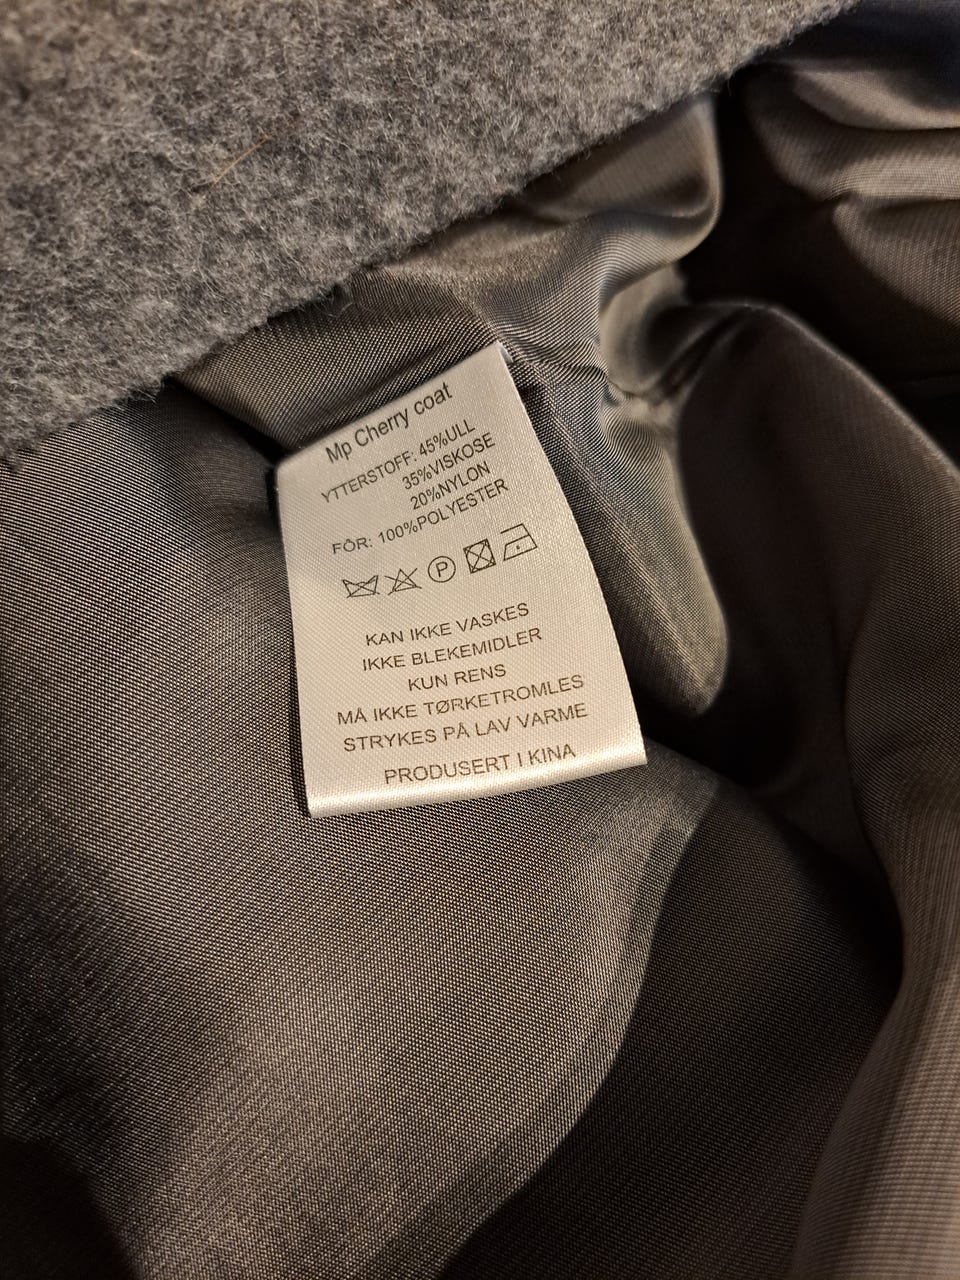 Mp Cherry coat
YTTERSTOFF: 45%ULL
35%VISKOSE
20%NYLON
FÔR: 100%POLYESTER
P
KAN IKKE VASKES
IKKE BLEKEMIDLER
KUN RENS
MÅ IKKE TØRKETROMLES
STRYKES PÅ LAV VARME
PRODUSERT I KINA